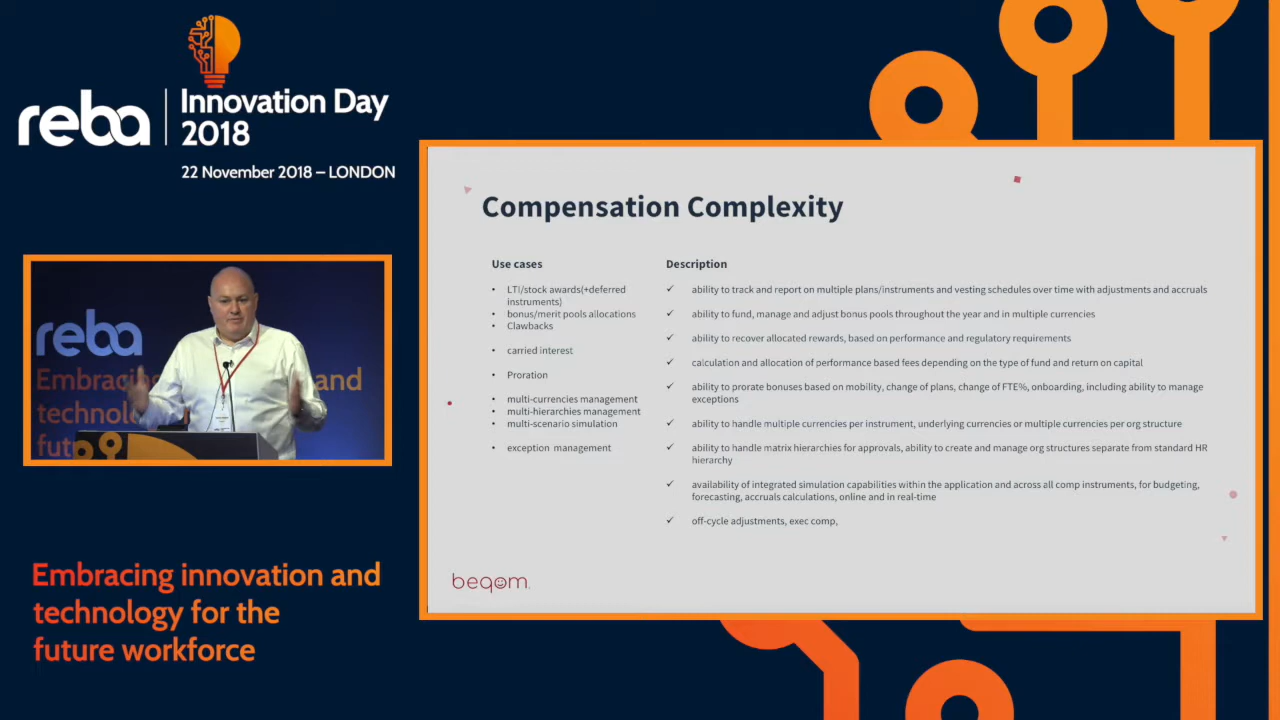 reba
Innovation Day
2018
22 November 2018 – LONDON
Compensation Complexity
Use cases
• LTI/stock awards(+deferred
instruments)
• bonus/merit pools allocations
• Clawbacks
• carried interest
• Proration
• multi-currencies management
• multi-hierarchies management
• multi-scenario simulation
• exception management
Description
✓ ability to track and report on multiple plans/instruments and vesting schedules over time with adjustments and accruals
✓ ability to fund, manage and adjust bonus pools throughout the year and in multiple currencies
✓ ability to recover allocated rewards, based on performance and regulatory requirements
✓ calculation and allocation of performance based fees depending on the type of fund and return on capital
✓ ability to prorate bonuses based on mobility, change of plans, change of FTE%, onboarding, including ability to manage
exceptions
✓ ability to handle multiple currencies per instrument, underlying currencies or multiple currencies per org structure
✓ ability to handle matrix hierarchies for approvals, ability to create and manage org structures separate from standard HR
hierarchy
✓ availability of integrated simulation capabilities within the application and across all comp instruments, for budgeting,
forecasting, accruals calculations, online and in real-time
✓ off-cycle adjustments, exec comp,
beqom
reba
Embracing and
technolo
fut
Embracing innovation and
technology for the
future workforce